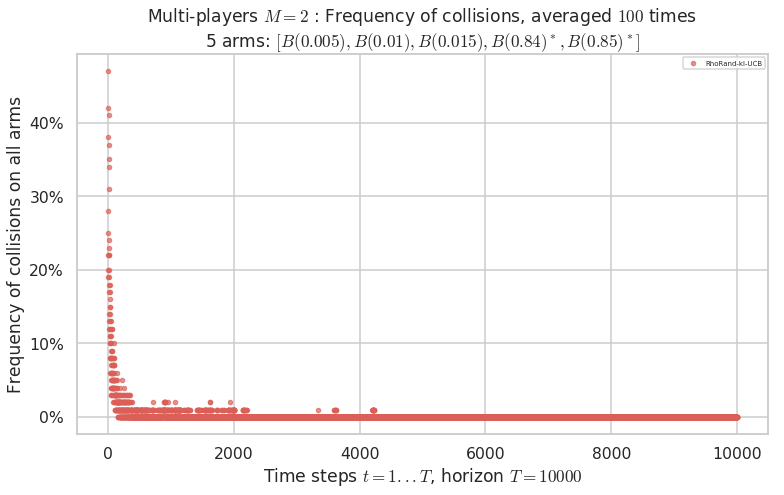 Multi-players M = 2 : Frequency of collisions, averaged 100 times
5 arms: [B(0.005), B(0.01), B(0.015), B(0.84)*, B(0.85)*]
RhoRand-kl-UCB
Frequency of collisions on all arms
40%
30%
20%
10%
0%
0 2000 4000 6000 8000 10000
Time steps t = 1...T, horizon T = 10000